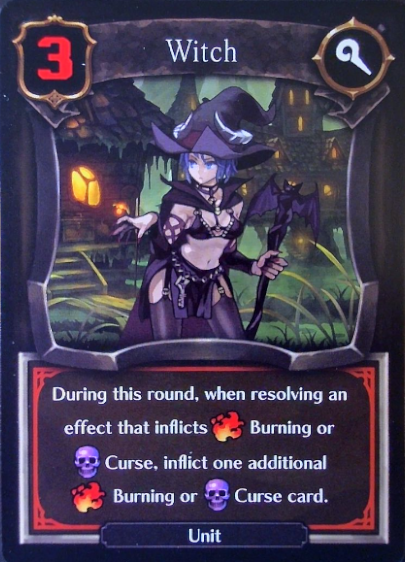 3
Witch
During this round, when resolving an
effect that inflicts Burning or
Curse, inflict one additional
Burning or Curse card.
Unit